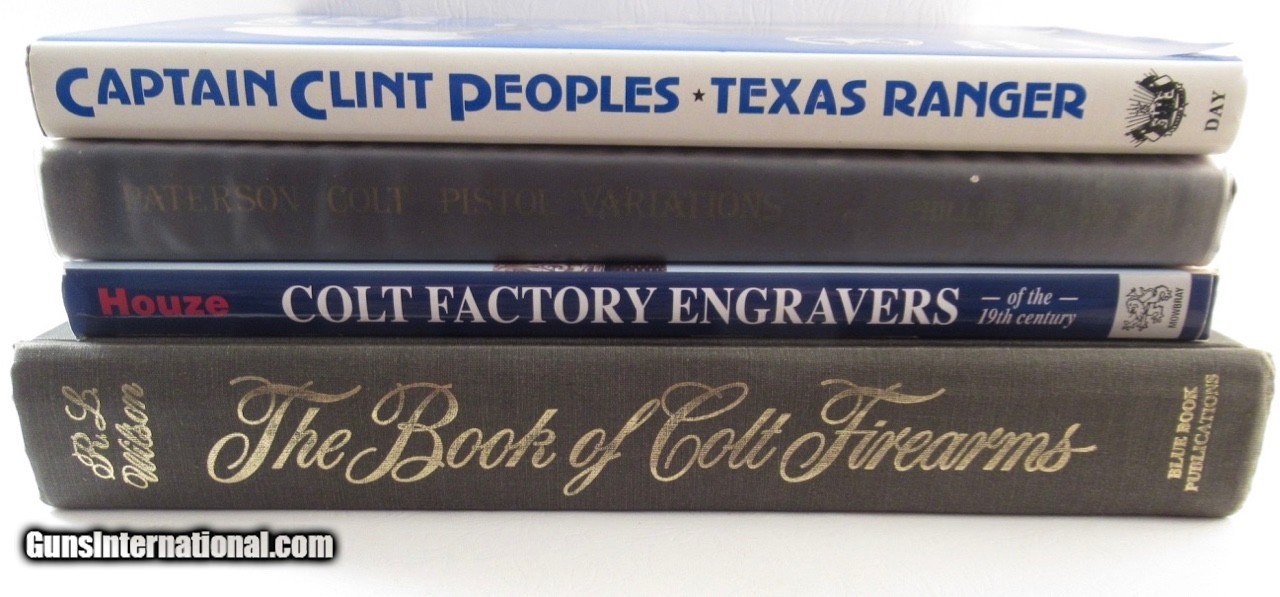 CAPTAIN CLINT PEOPLES ★ TEXAS RANGER
DAY
PATERSON COLT PISTOL VARIATIONS
Houze
COLT FACTORY ENGRAVERS
— of the —
19th century
MOWBRAY
R. L.
Wilson
The Book of Colt Firearms
BLUE BOOK
PUBLICATIONS
GunsInternational.com